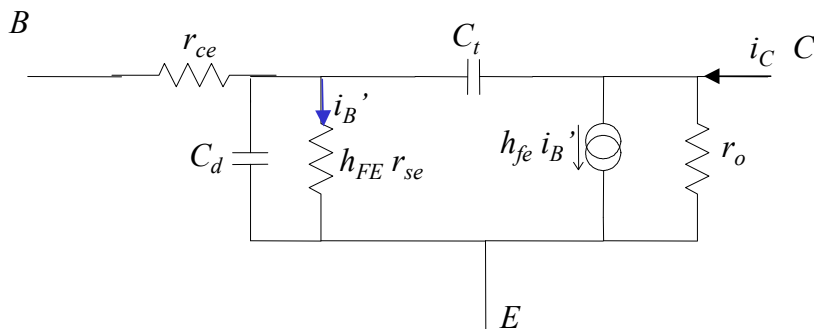 B
r_ce
C_t
i_C C
i_B’
C_d
h_FE r_se
h_fe i_B’
r_o
E